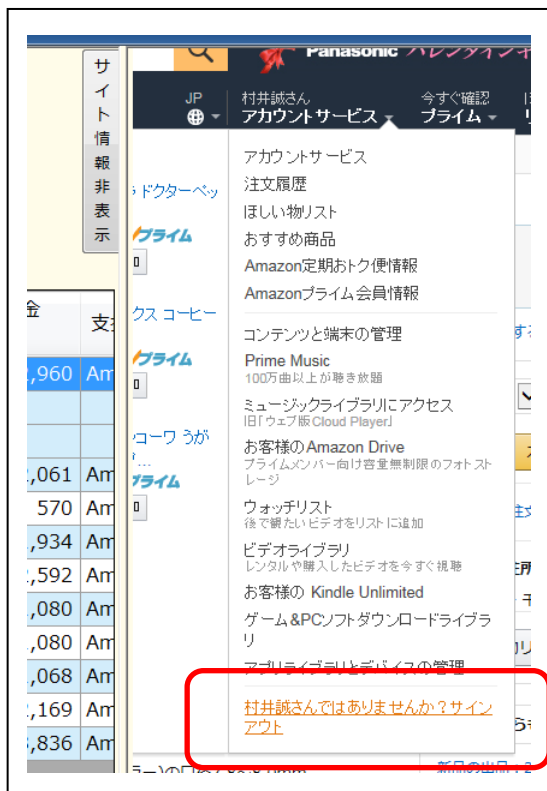 サイト情報非表示
Panasonic バレンタインキ
JP
村井誠さん
アカウントサービス
今すぐ確認
プライム
アカウントサービス
注文履歴
ほしい物リスト
おすすめ商品
Amazon定期おトク便情報
Amazonプライム会員情報
コンテンツと端末の管理
Prime Music
100万曲以上が聴き放題
ミュージックライブラリにアクセス
旧「ウェブ版Cloud Player」
お客様のAmazon Drive
プライムメンバー向け容量無制限のフォトスト
レージ
ウォッチリスト
後で観たいビデオをリストに追加
ビデオライブラリ
レンタルや購入したビデオを今すぐ視聴
お客様の Kindle Unlimited
ゲーム&PCソフトダウンロードライブラ
リ
アプリライブラリとデバイスの管理
村井誠さんではありませんか?サイン
アウト
ドクターペッ
プライム
クス コーヒー
プライム
コーワ うが
プライム
金
支
,960 Am
,061 Am
570 Am
,934 Am
,592 Am
,080 Am
,080 Am
,068 Am
,169 Am
,836 Am